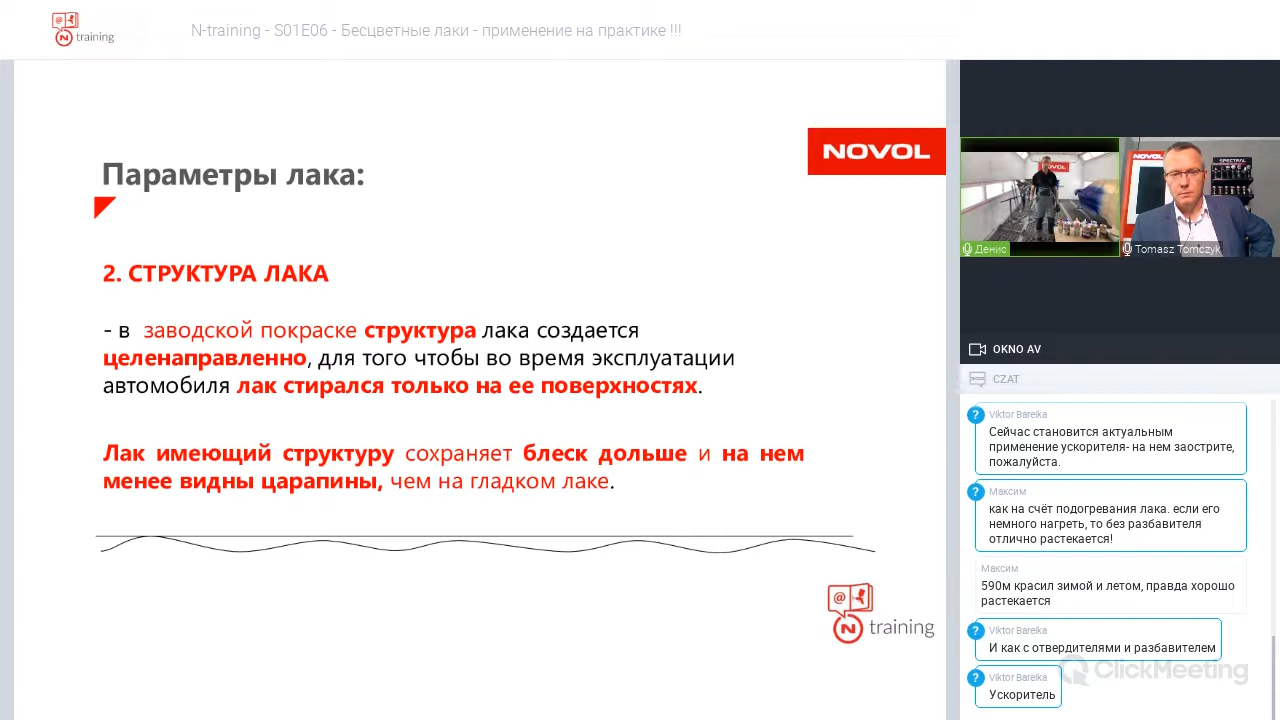 @
N training
N-training - S01E06 - Бесцветные лаки - применение на практике !!!
NOVOL
Параметры лака:
2. СТРУКТУРА ЛАКА
- в заводской покраске структура лака создается
целенаправленно, для того чтобы во время эксплуатации
автомобиля лак стирался только на ее поверхностях.
Лак имеющий структуру сохраняет блеск дольше и на нем
менее видны царапины, чем на гладком лаке.
@
N training
NOVOL
NOVOL
SPECTRAL
Денис
Tomasz Tomczyk
OKNO AV
CZAT
? Viktor Bareika
Сейчас становится актуальным
применение ускорителя- на нем заострите,
пожалуйста.
? Максим
как на счёт подогревания лака. если его
немного нагреть, то без разбавителя
отлично растекается!
Максим
590м красил зимой и летом, правда хорошо
растекается
? Viktor Bareika
И как с отвердителями и разбавителем
? Viktor Bareika
Ускоритель
ClickMeeting